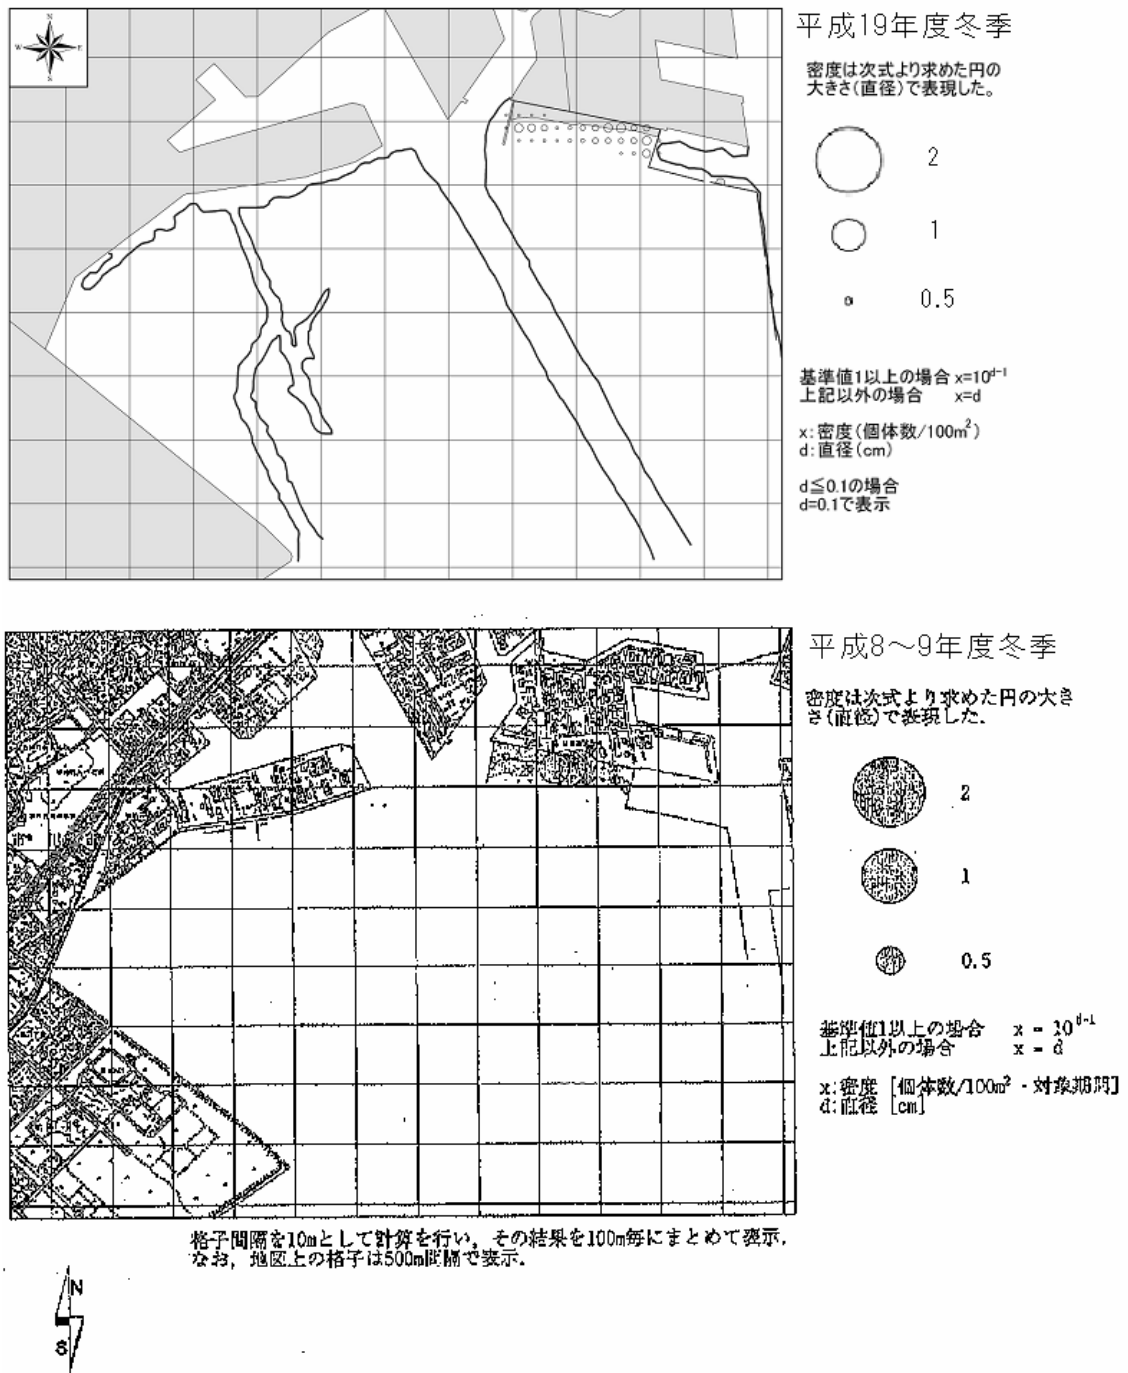 平成19年度冬季
密度は次式より求めた円の
大きさ(直径)で表現した。
2
1
0.5
基準値1以上の場合 x=10^d-1
上記以外の場合 x=d
x:密度(個体数/100m²)
d:直径(cm)
d≦0.1の場合
d=0.1で表示
N
W E
S
平成8～9年度冬季
密度は次式より求めた円の大き
さ(直径)で表現した.
2
1
0.5
基準値1以上の場合 x = 10^d-1
上記以外の場合 x = d
x:密度 [個体数/100m²・対象期間]
d:直径 [cm]
格子間隔を10mとして計算を行い, その結果を100m毎にまとめて表示.
なお, 地図上の格子は500m間隔で表示.
N
S